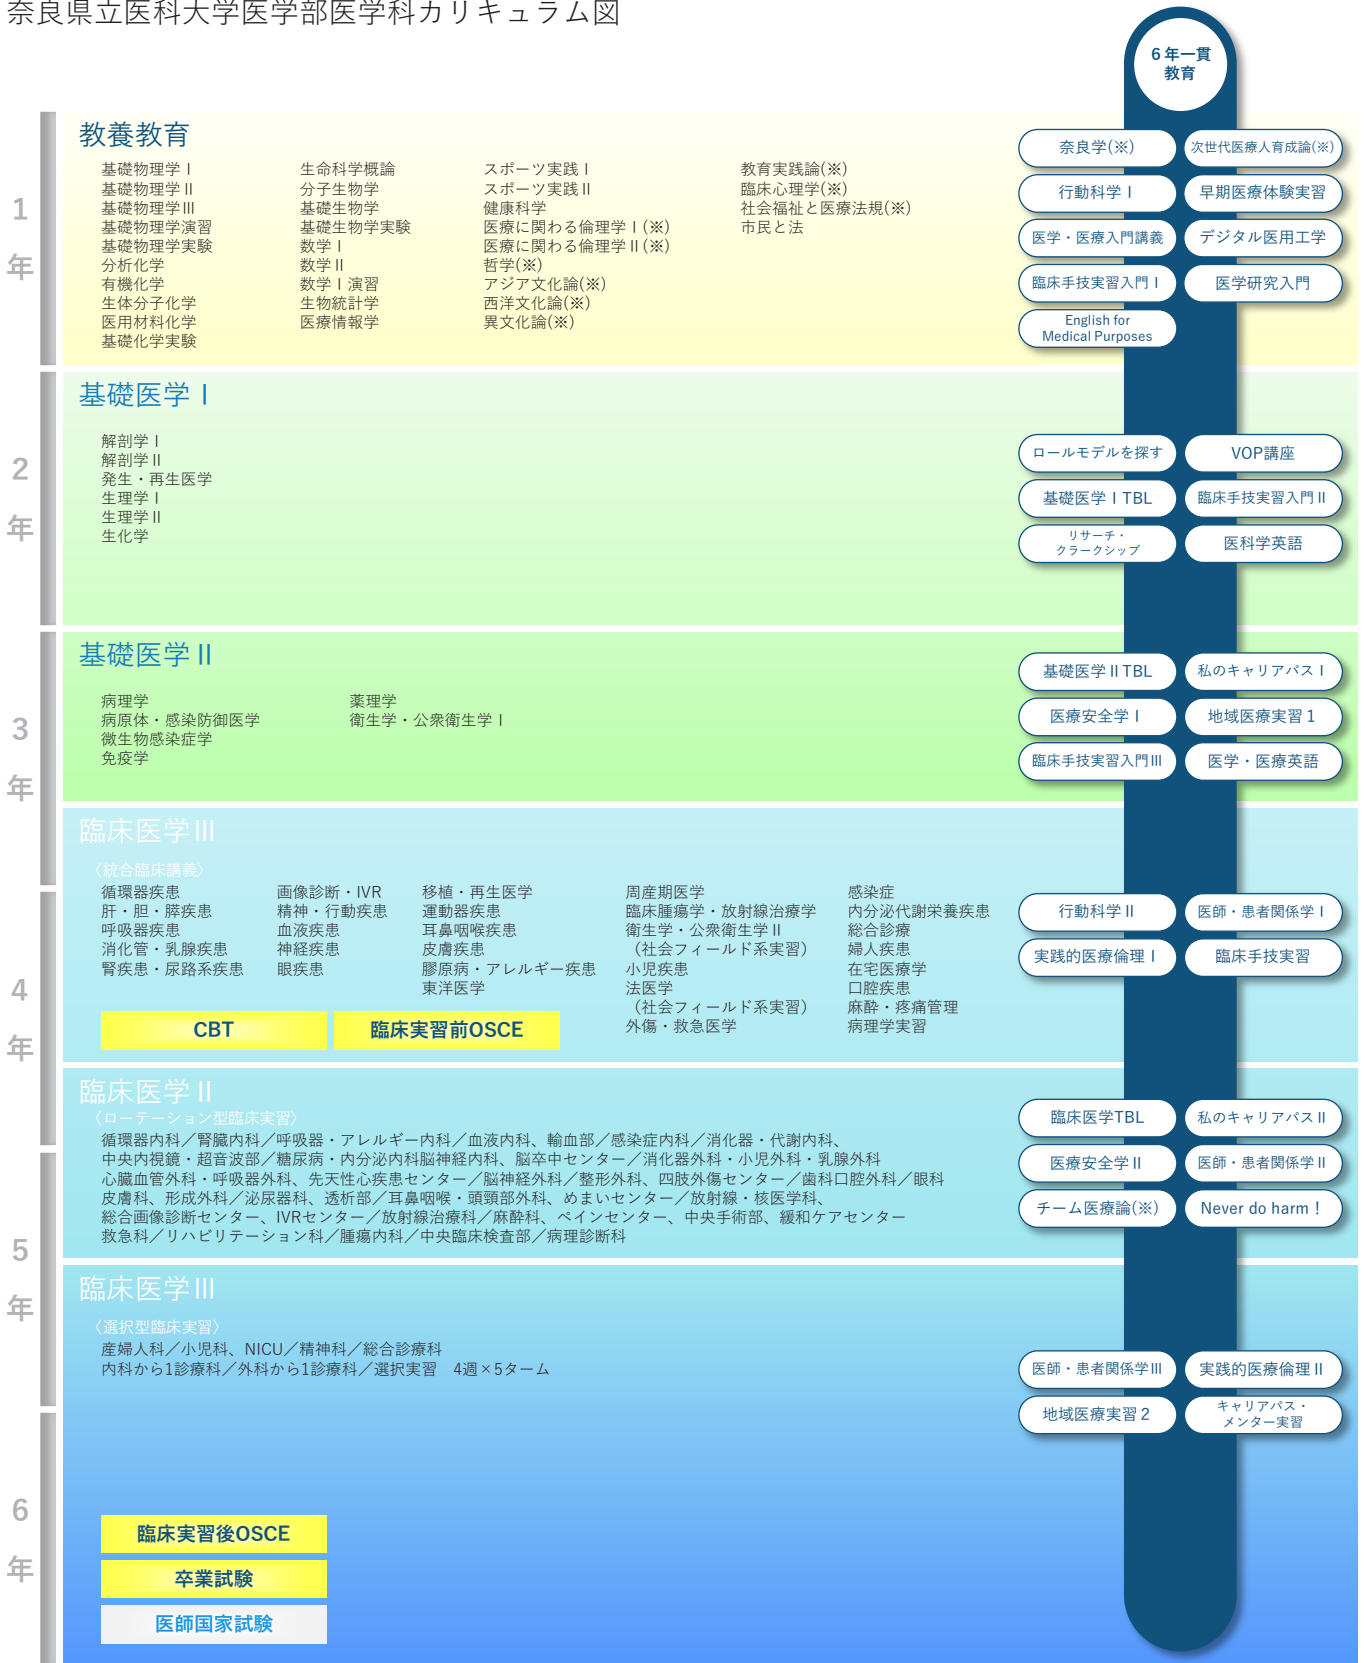 奈良県立医科大学医学部医学科カリキュラム図
6年一貫
教育
1
年
教養教育
基礎物理学Ⅰ
基礎物理学Ⅱ
基礎物理学Ⅲ
基礎物理学演習
基礎物理学実験
分析化学
有機化学
生体分子化学
医用材料化学
基礎化学実験
生命科学概論
分子生物学
基礎生物学
基礎生物学実験
数学Ⅰ
数学Ⅱ
数学Ⅰ演習
生物統計学
医療情報学
スポーツ実践Ⅰ
スポーツ実践Ⅱ
健康科学
医療に関わる倫理学Ⅰ(※)
医療に関わる倫理学Ⅱ(※)
哲学(※)
アジア文化論(※)
西洋文化論(※)
異文化論(※)
教育実践論(※)
臨床心理学(※)
社会福祉と医療法規(※)
市民と法
奈良学(※)
次世代医療人育成論(※)
行動科学Ⅰ
早期医療体験実習
医学・医療入門講義
デジタル医用工学
臨床手技実習入門Ⅰ
医学研究入門
English for
Medical Purposes
2
年
基礎医学Ⅰ
解剖学Ⅰ
解剖学Ⅱ
発生・再生医学
生理学Ⅰ
生理学Ⅱ
生化学
ロールモデルを探す
VOP講座
基礎医学ⅠTBL
臨床手技実習入門Ⅱ
リサーチ・
クラークシップ
医科学英語
3
年
基礎医学Ⅱ
病理学
病原体・感染防御医学
微生物感染症学
免疫学
薬理学
衛生学・公衆衛生学Ⅰ
基礎医学ⅡTBL
私のキャリアパスⅠ
医療安全学Ⅰ
地域医療実習1
臨床手技実習入門Ⅲ
医学・医療英語
4
年
臨床医学Ⅲ
〈統合臨床講義〉
循環器疾患
肝・胆・膵疾患
呼吸器疾患
消化管・乳腺疾患
腎疾患・尿路系疾患
画像診断・IVR
精神・行動疾患
血液疾患
神経疾患
眼疾患
移植・再生医学
運動器疾患
耳鼻咽喉疾患
皮膚疾患
膠原病・アレルギー疾患
東洋医学
周産期医学
臨床腫瘍学・放射線治療学
衛生学・公衆衛生学Ⅱ
（社会フィールド系実習）
小児疾患
法医学
（社会フィールド系実習）
外傷・救急医学
感染症
内分泌代謝栄養疾患
総合診療
婦人疾患
在宅医療学
口腔疾患
麻酔・疼痛管理
病理学実習
CBT
臨床実習前OSCE
行動科学Ⅱ
医師・患者関係学Ⅰ
実践的医療倫理Ⅰ
臨床手技実習
5
年
臨床医学Ⅱ
〈ローテーション型臨床実習〉
循環器内科／腎臓内科／呼吸器・アレルギー内科／血液内科、輸血部／感染症内科／消化器・代謝内科、
中央内視鏡・超音波部／糖尿病・内分泌内科脳神経内科、脳卒中センター／消化器外科・小児外科・乳腺外科
心臓血管外科・呼吸器外科、先天性心疾患センター／脳神経外科／整形外科、四肢外傷センター／歯科口腔外科／眼科
皮膚科、形成外科／泌尿器科、透析部／耳鼻咽喉・頭頸部外科、めまいセンター／放射線・核医学科、
総合画像診断センター、IVRセンター／放射線治療科／麻酔科、ペインセンター、中央手術部、緩和ケアセンター
救急科／リハビリテーション科／腫瘍内科／中央臨床検査部／病理診断科
臨床医学TBL
私のキャリアパスⅡ
医療安全学Ⅱ
医師・患者関係学Ⅱ
チーム医療論(※)
Never do harm！
6
年
臨床医学Ⅲ
〈選択型臨床実習〉
産婦人科／小児科、NICU／精神科／総合診療科
内科から1診療科／外科から1診療科／選択実習　4週×5ターム
医師・患者関係学Ⅲ
実践的医療倫理Ⅱ
地域医療実習2
キャリアパス・
メンター実習
臨床実習後OSCE
卒業試験
医師国家試験